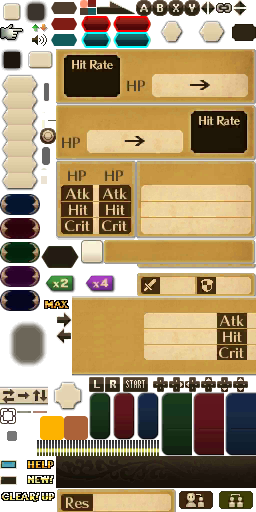 A B X Y
Hit Rate
HP
Hit Rate
HP
HP HP
Atk Atk
Hit Hit
Crit Crit
x2 x4
MAX
Atk
Hit
Crit
L R START
HELP
NEW!
CLEAR! UP
Res